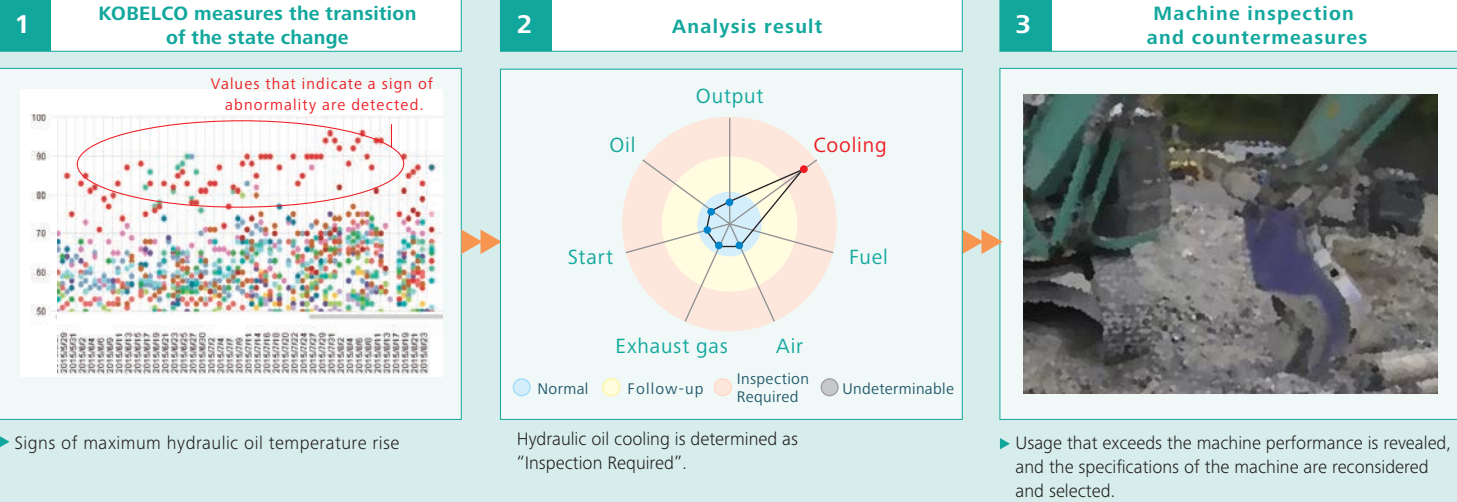 1
KOBELCO measures the transition
of the state change
Values that indicate a sign of
abnormality are detected.
100
90
80
70
60
50
Signs of maximum hydraulic oil temperature rise
2
Analysis result
Output
Oil
Cooling
Start
Fuel
Exhaust gas
Air
Normal
Follow-up
Inspection
Required
Undeterminable
Hydraulic oil cooling is determined as
“Inspection Required”.
3
Machine inspection
and countermeasures
Usage that exceeds the machine performance is revealed,
and the specifications of the machine are reconsidered
and selected.